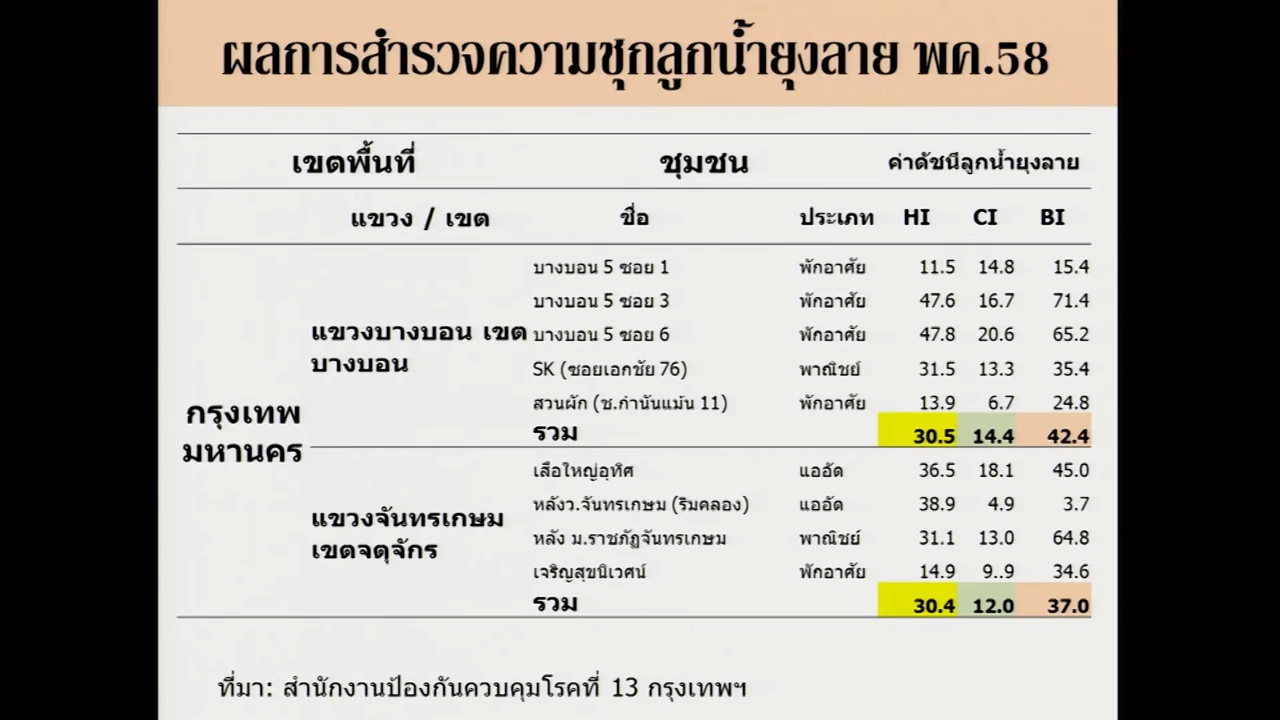 ผลการสำรวจความชุกลูกน้ำยุงลาย พค.58
เขตพื้นที่ ชุมชน ค่าดัชนีลูกน้ำยุงลาย
แขวง / เขต ชื่อ ประเภท HI CI BI
บางบอน 5 ซอย 1 พักอาศัย 11.5 14.8 15.4
บางบอน 5 ซอย 3 พักอาศัย 47.6 16.7 71.4
แขวงบางบอน เขต
บางบอน
บางบอน 5 ซอย 6 พักอาศัย 47.8 20.6 65.2
SK (ซอยเอกชัย 76) พาณิชย์ 31.5 13.3 35.4
สวนผัก (ซ.กำนันแม้น 11) พักอาศัย 13.9 6.7 24.8
รวม 30.5 14.4 42.4
กรุงเทพ
มหานคร
เสือใหญ่อุทิศ แออัด 36.5 18.1 45.0
หลังว.จันทรเกษม (ริมคลอง) แออัด 38.9 4.9 3.7
แขวงจันทรเกษม
เขตจตุจักร
หลัง ม.ราชภัฏจันทรเกษม พาณิชย์ 31.1 13.0 64.8
เจริญสุขนิเวศน์ พักอาศัย 14.9 9..9 34.6
รวม 30.4 12.0 37.0
ที่มา: สำนักงานป้องกันควบคุมโรคที่ 13 กรุงเทพฯ